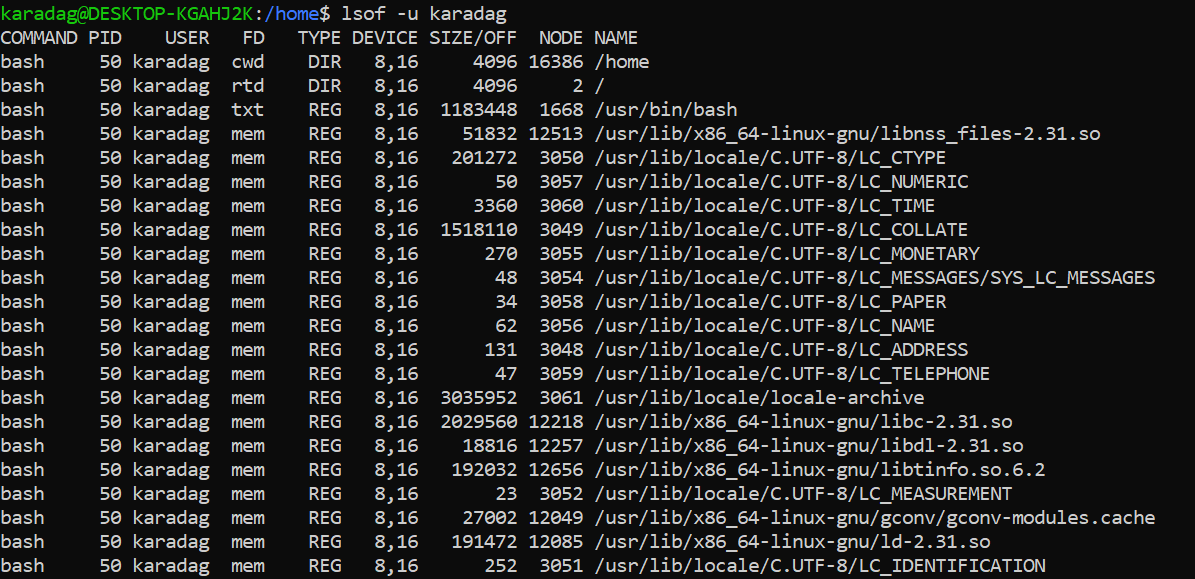 karadag@DESKTOP-KGAHJ2K:/home$ lsof -u karadag
COMMAND PID    USER   FD   TYPE DEVICE SIZE/OFF  NODE NAME
bash     50 karadag  cwd    DIR   8,16     4096 16386 /home
bash     50 karadag  rtd    DIR   8,16     4096     2 /
bash     50 karadag  txt    REG   8,16  1183448  1668 /usr/bin/bash
bash     50 karadag  mem    REG   8,16    51832 12513 /usr/lib/x86_64-linux-gnu/libnss_files-2.31.so
bash     50 karadag  mem    REG   8,16   201272  3050 /usr/lib/locale/C.UTF-8/LC_CTYPE
bash     50 karadag  mem    REG   8,16       50  3057 /usr/lib/locale/C.UTF-8/LC_NUMERIC
bash     50 karadag  mem    REG   8,16     3360  3060 /usr/lib/locale/C.UTF-8/LC_TIME
bash     50 karadag  mem    REG   8,16  1518110  3049 /usr/lib/locale/C.UTF-8/LC_COLLATE
bash     50 karadag  mem    REG   8,16      270  3055 /usr/lib/locale/C.UTF-8/LC_MONETARY
bash     50 karadag  mem    REG   8,16       48  3054 /usr/lib/locale/C.UTF-8/LC_MESSAGES/SYS_LC_MESSAGES
bash     50 karadag  mem    REG   8,16       34  3058 /usr/lib/locale/C.UTF-8/LC_PAPER
bash     50 karadag  mem    REG   8,16       62  3056 /usr/lib/locale/C.UTF-8/LC_NAME
bash     50 karadag  mem    REG   8,16      131  3048 /usr/lib/locale/C.UTF-8/LC_ADDRESS
bash     50 karadag  mem    REG   8,16       47  3059 /usr/lib/locale/C.UTF-8/LC_TELEPHONE
bash     50 karadag  mem    REG   8,16  3035952  3061 /usr/lib/locale/locale-archive
bash     50 karadag  mem    REG   8,16  2029560 12218 /usr/lib/x86_64-linux-gnu/libc-2.31.so
bash     50 karadag  mem    REG   8,16    18816 12257 /usr/lib/x86_64-linux-gnu/libdl-2.31.so
bash     50 karadag  mem    REG   8,16   192032 12656 /usr/lib/x86_64-linux-gnu/libtinfo.so.6.2
bash     50 karadag  mem    REG   8,16       23  3052 /usr/lib/locale/C.UTF-8/LC_MEASUREMENT
bash     50 karadag  mem    REG   8,16    27002 12049 /usr/lib/x86_64-linux-gnu/gconv/gconv-modules.cache
bash     50 karadag  mem    REG   8,16   191472 12085 /usr/lib/x86_64-linux-gnu/ld-2.31.so
bash     50 karadag  mem    REG   8,16      252  3051 /usr/lib/locale/C.UTF-8/LC_IDENTIFICATION